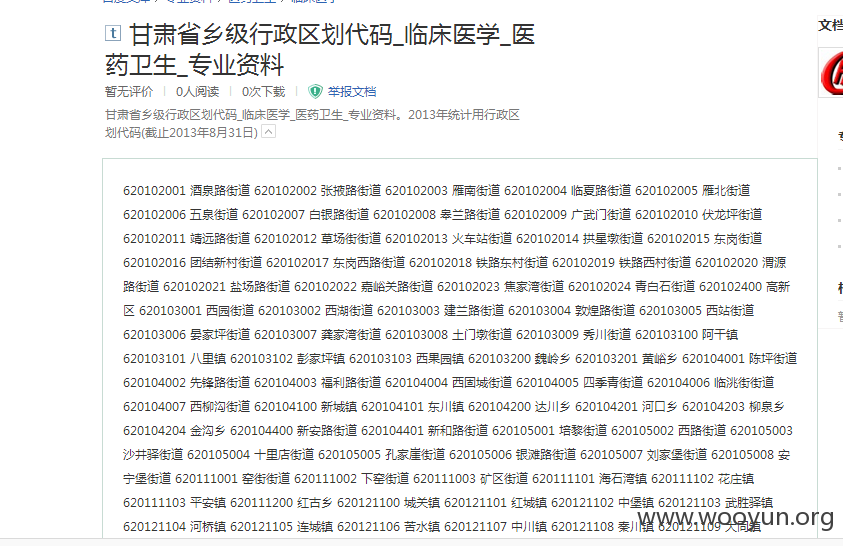 甘肃省乡级行政区划代码_临床医学_医
药卫生_专业资料
暂无评价 0人阅读 0次下载 举报文档
甘肃省乡级行政区划代码_临床医学_医药卫生_专业资料。2013年统计用行政区
划代码(截止2013年8月31日)
文档
620102001 酒泉路街道 620102002 张掖路街道 620102003 雁南街道 620102004 临夏路街道 620102005 雁北街道
620102006 五泉街道 620102007 白银路街道 620102008 皋兰路街道 620102009 广武门街道 620102010 伏龙坪街道
620102011 靖远路街道 620102012 草场街街道 620102013 火车站街道 620102014 拱星墩街道 620102015 东岗街道
620102016 团结新村街道 620102017 东岗西路街道 620102018 铁路东村街道 620102019 铁路西村街道 620102020 渭源
路街道 620102021 盐场路街道 620102022 嘉峪关路街道 620102023 焦家湾街道 620102024 青白石街道 620102400 高新
区 620103001 西园街道 620103002 西湖街道 620103003 建兰路街道 620103004 敦煌路街道 620103005 西站街道
620103006 晏家坪街道 620103007 龚家湾街道 620103008 土门墩街道 620103009 秀川街道 620103100 阿干镇
620103101 八里镇 620103102 彭家坪镇 620103103 西果园镇 620103200 魏岭乡 620103201 黄峪乡 620104001 陈坪街道
620104002 先锋路街道 620104003 福利路街道 620104004 西固城街道 620104005 四季青街道 620104006 临洮街街道
620104007 西柳沟街道 620104100 新城镇 620104101 东川镇 620104200 达川乡 620104201 河口乡 620104203 柳泉乡
620104204 金沟乡 620104400 新安路街道 620104401 新和路街道 620105001 培黎街道 620105002 西路街道 620105003
沙井驿街道 620105004 十里店街道 620105005 孔家崖街道 620105006 银滩路街道 620105007 刘家堡街道 620105008 安
宁堡街道 620111001 窑街街道 620111002 下窑街道 620111003 矿区街道 620111101 海石湾镇 620111102 花庄镇
620111103 平安镇 620111200 红古乡 620121100 城关镇 620121101 红城镇 620121102 中堡镇 620121103 武胜驿镇
620121104 河桥镇 620121105 连城镇 620121106 苦水镇 620121107 中川镇 620121108 秦川镇 620121109 大同镇
www.wooyun.org